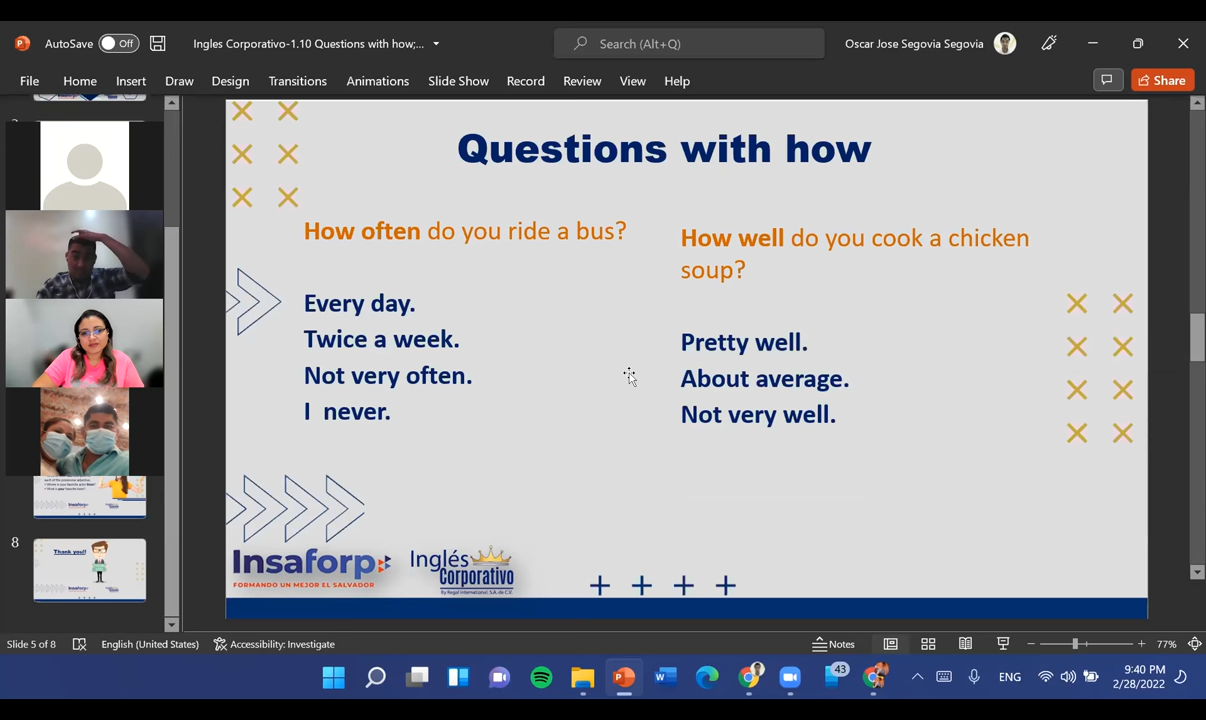 AutoSave Off Ingles Corporativo-1.10 Questions with how;... Search (Alt+Q) Oscar Jose Segovia Segovia
File Home Insert Draw Design Transitions Animations Slide Show Record Review View Help Share
Questions with how
How often do you ride a bus?
Every day.
Twice a week.
Not very often.
I never.
How well do you cook a chicken
soup?
Pretty well.
About average.
Not very well.
Insaforp
FORMANDO UN MEJOR EL SALVADOR
Inglés
Corporativo
By Regal International, S.A. de C.V.
8
Thank you!!
Slide 5 of 8 English (United States) Accessibility: Investigate Notes 77%
43 ENG 9:40 PM
2/28/2022